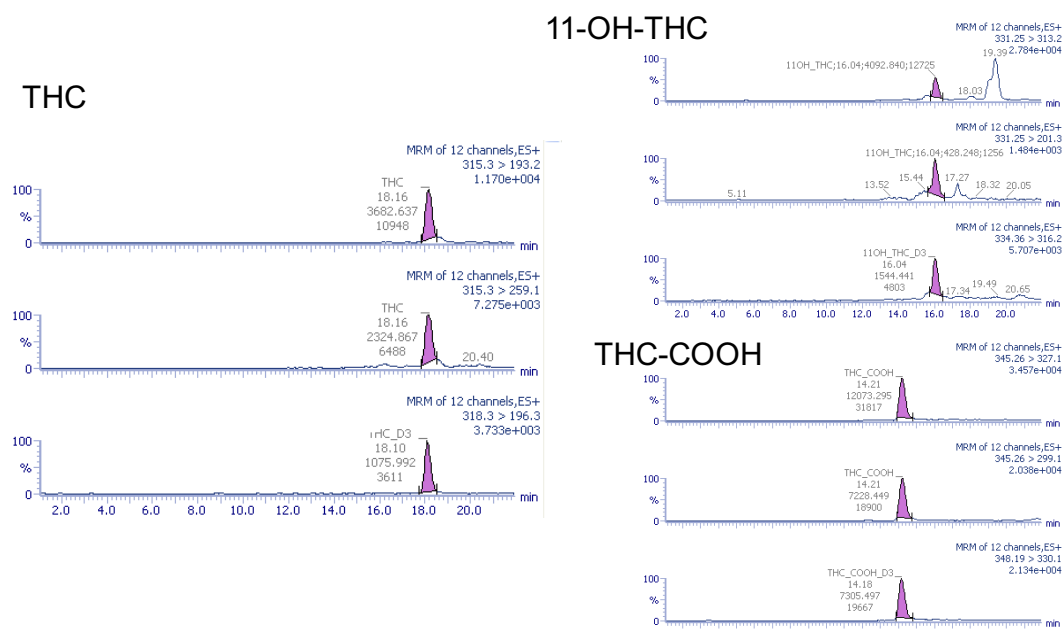 THC
MRM of 12 channels,ES+
315.3 > 193.2
1.170e+004
THC
18.16
3682.637
10948
100
%
0
min
MRM of 12 channels,ES+
315.3 > 259.1
7.275e+003
THC
18.16
2324.867
6488
20.40
100
%
0
min
MRM of 12 channels,ES+
318.3 > 196.3
3.733e+003
THC_D3
18.10
1075.992
3611
100
%
0
min
2.0 4.0 6.0 8.0 10.0 12.0 14.0 16.0 18.0 20.0
11-OH-THC
MRM of 12 channels,ES+
331.25 > 313.2
2.784e+004
19.39
11OH_THC;16.04;4092.840;12725
18.03
100
%
0
min
MRM of 12 channels,ES+
331.25 > 201.3
1.484e+003
11OH_THC;16.04;428.248;1256
5.11
13.52
15.44
17.27
18.32
20.05
100
%
0
min
MRM of 12 channels,ES+
334.36 > 316.2
5.707e+003
11OH_THC_D3
16.04
1544.441
4803
17.34
19.49
20.65
100
%
0
min
2.0 4.0 6.0 8.0 10.0 12.0 14.0 16.0 18.0 20.0
THC-COOH
MRM of 12 channels,ES+
345.26 > 327.1
3.457e+004
THC_COOH
14.21
12073.295
31817
100
%
0
min
MRM of 12 channels,ES+
345.26 > 299.1
2.038e+004
THC_COOH
14.21
7228.449
18900
100
%
0
min
MRM of 12 channels,ES+
348.19 > 330.1
2.134e+004
THC_COOH_D3
14.18
7305.497
19667
100
%
0
min